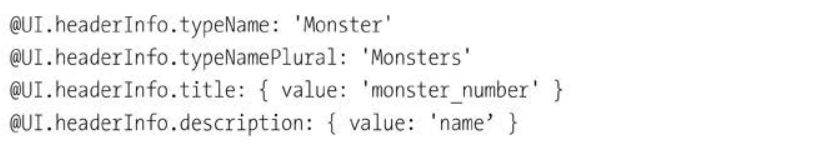 @UI.headerInfo.typeName: 'Monster'
@UI.headerInfo.typeNamePlural: 'Monsters'
@UI.headerInfo.title: { value: 'monster_number' }
@UI.headerInfo.description: { value: 'name’ }